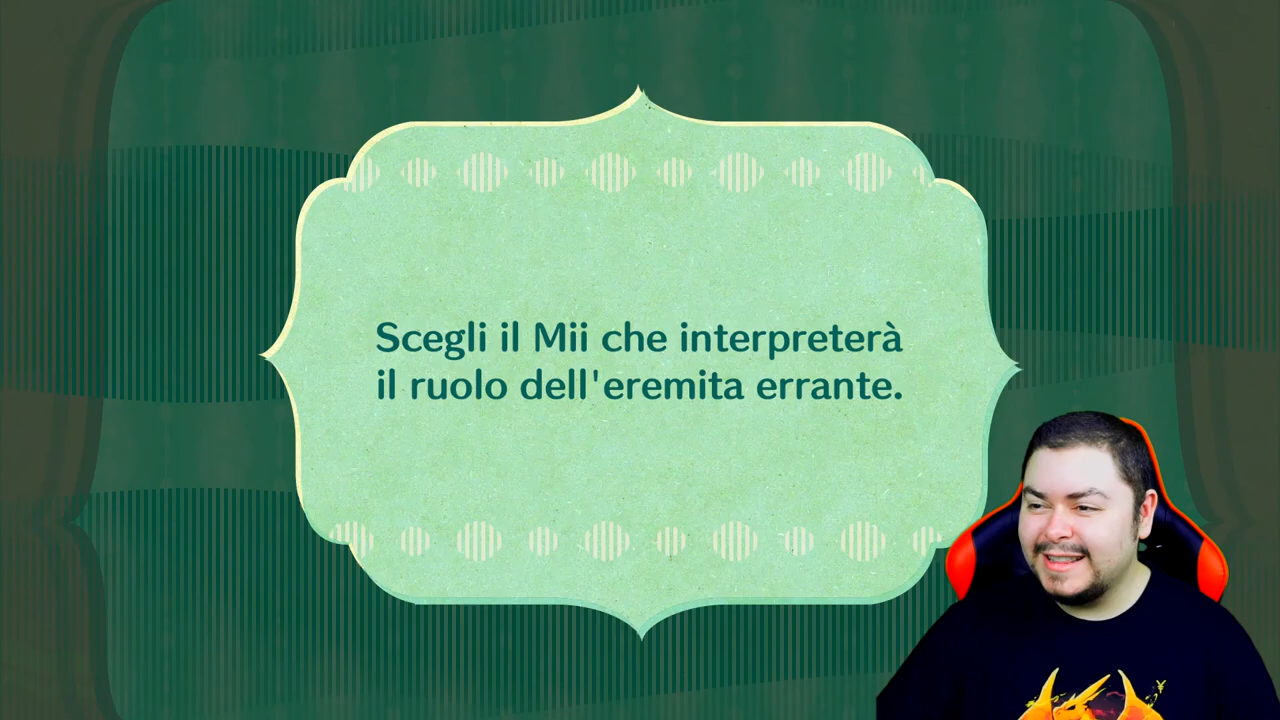 Scegli il Mii che interpreterà
il ruolo dell'eremita errante.